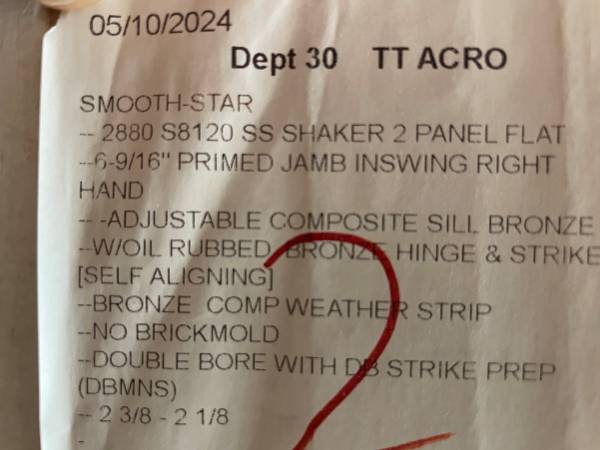 05/10/2024
Dept 30 TT ACRO
SMOOTH-STAR
-- 2880 S8120 SS SHAKER 2 PANEL FLAT
--6-9/16" PRIMED JAMB INSWING RIGHT
HAND
-- -ADJUSTABLE COMPOSITE SILL BRONZE
--W/OIL RUBBED BRONZE HINGE & STRIKE
[SELF ALIGNING]
--BRONZE COMP WEATHER STRIP
--NO BRICKMOLD
--DOUBLE BORE WITH DB STRIKE PREP
(DBMNS)
-- 2 3/8 - 2 1/8
-
2